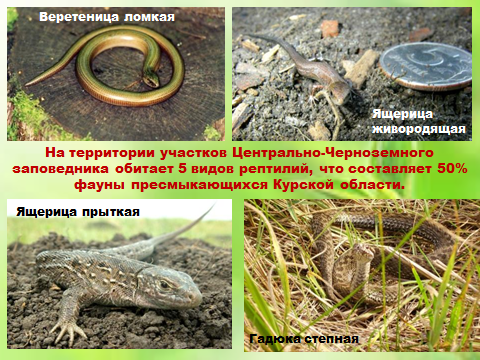 Веретеница ломкая
Ящерица
живородящая
На территории участков Центрально-Черноземного
заповедника обитает 5 видов рептилий, что составляет 50%
фауны пресмыкающихся Курской области.
Ящерица прыткая
Гадюка степная